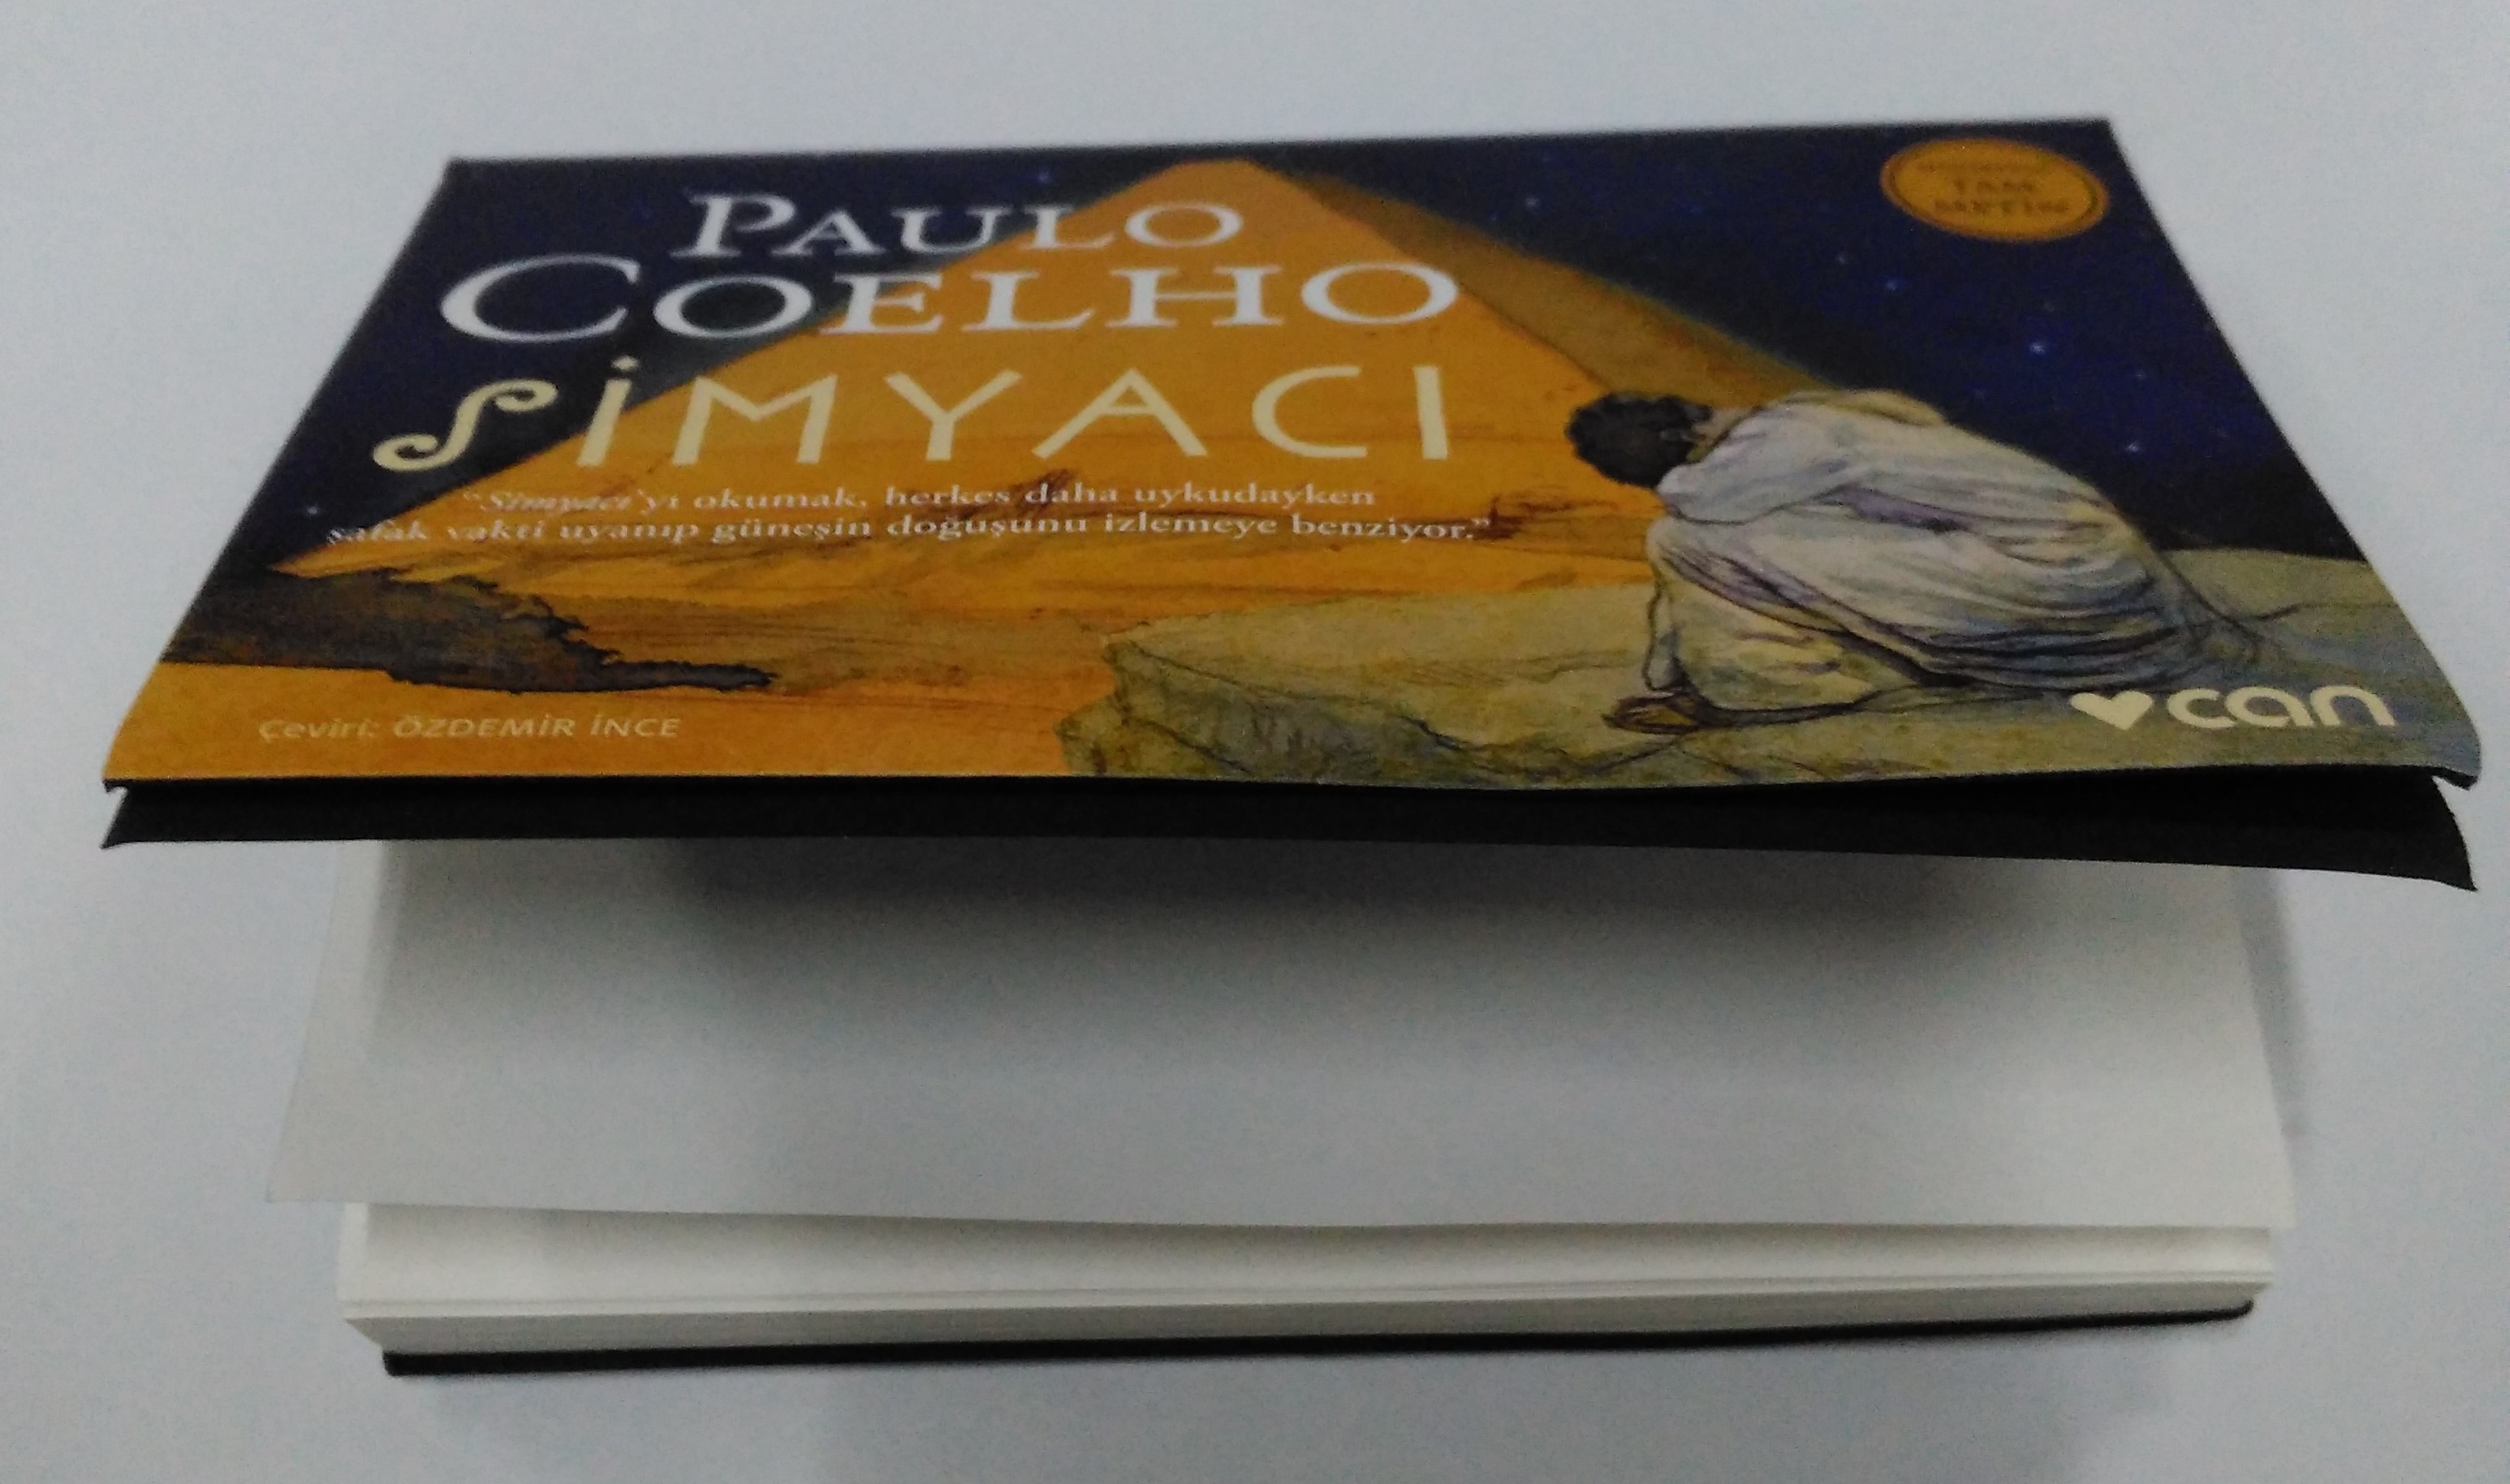 PAULO
COELHO
SİMYACI
“Simyacı’yı okumak, herkes daha uykudayken
şafak vakti uyanıp güneşin doğuşunu izlemeye benziyor.”
Çeviri: ÖZDEMİR İNCE
can